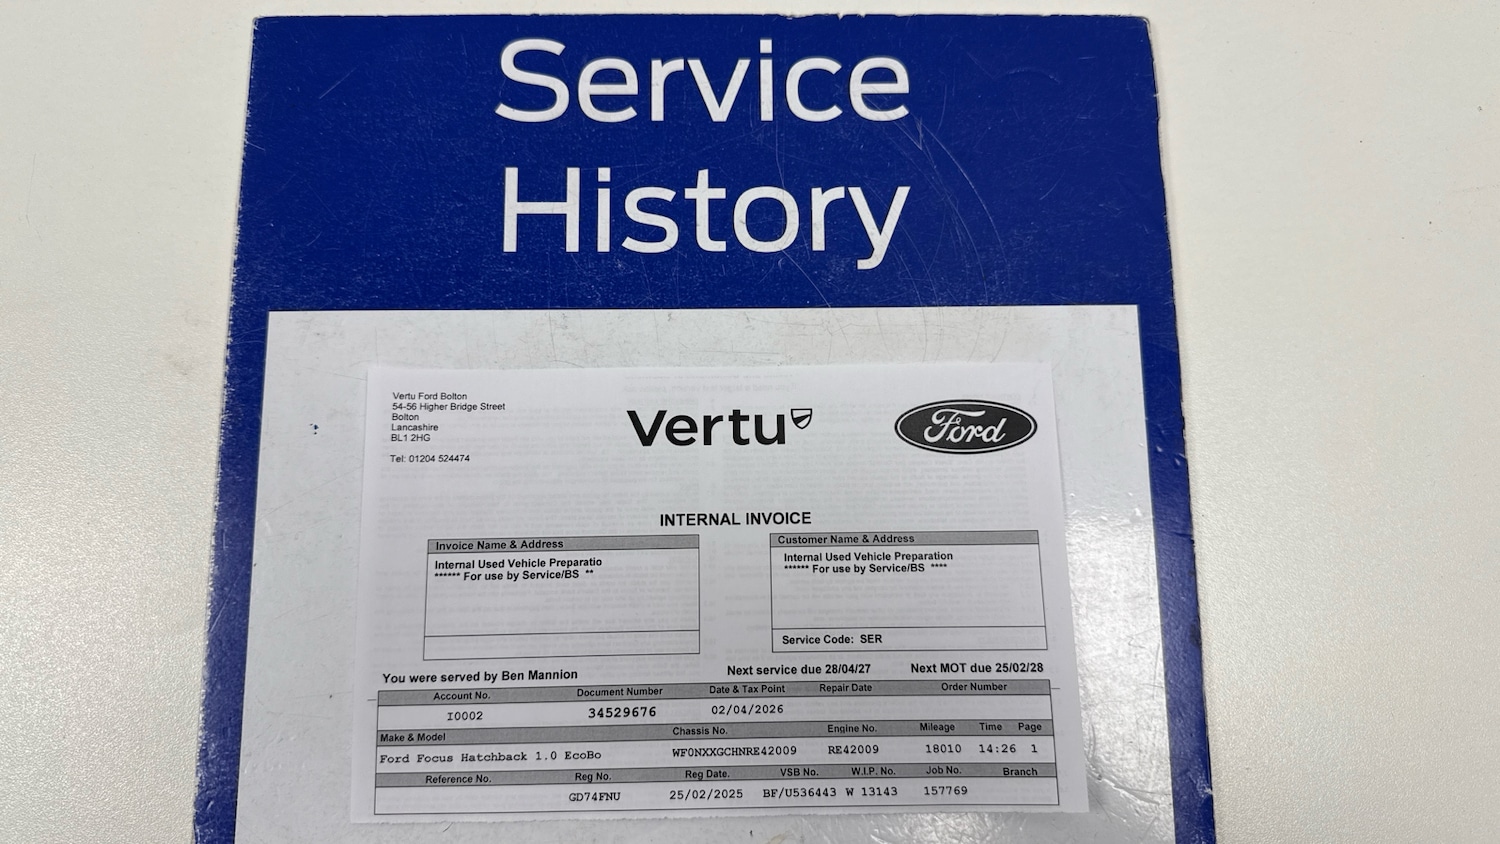 Service
History
Vertu Ford Bolton
54-56 Higher Bridge Street
Bolton
Lancashire
BL1 2HG
Tel: 01204 524474
Vertu
Ford
INTERNAL INVOICE
Invoice Name & Address
Internal Used Vehicle Preparatio
****** For use by Service/BS **
Customer Name & Address
Internal Used Vehicle Preparation
****** For use by Service/BS ****
Service Code: SER
You were served by Ben Mannion Next service due 28/04/27 Next MOT due 25/02/28
Account No. Document Number Date & Tax Point Repair Date Order Number
I0002 34529676 02/04/2026
Make & Model Chassis No. Engine No. Mileage Time Page
Ford Focus Hatchback 1.0 EcoBo WF0NXXGCHNRE42009 RE42009 18010 14:26 1
Reference No. Reg No. Reg Date. VSB No. W.I.P. No. Job No. Branch
GD74FNU 25/02/2025 BF/U536443 W 13143 157769